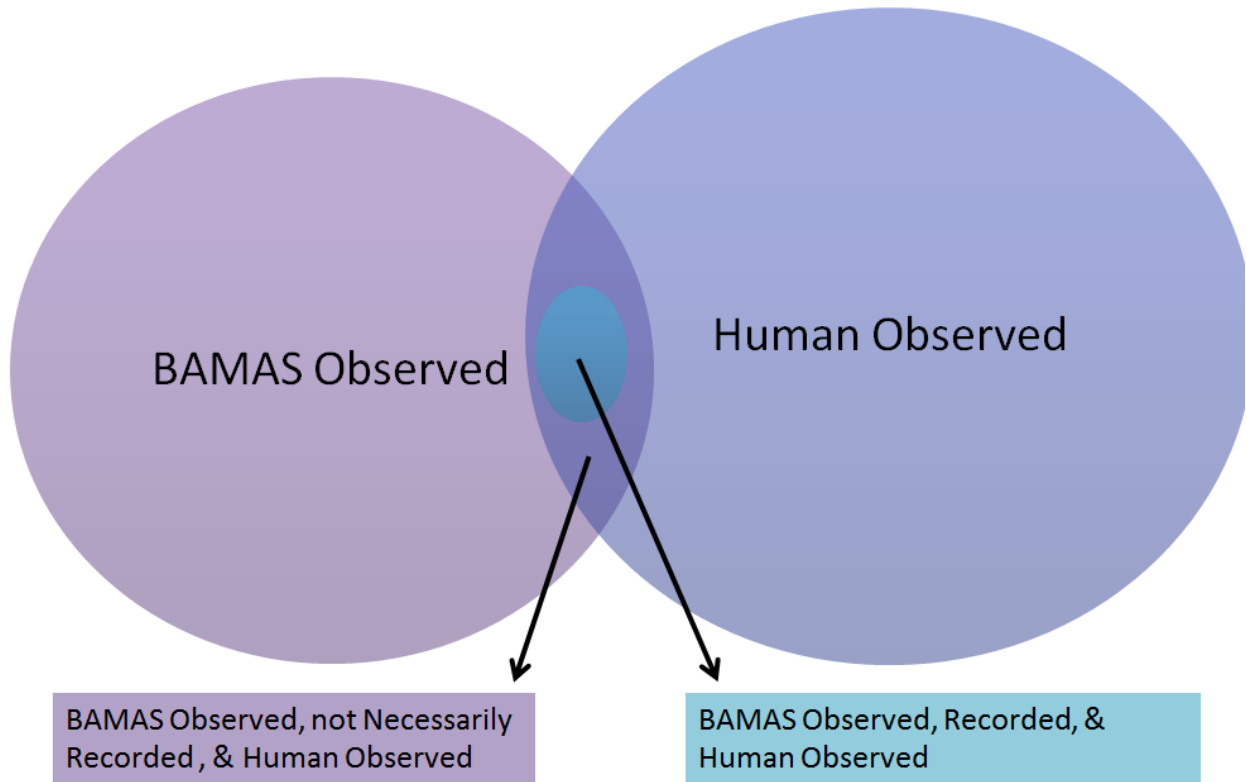 BAMAS Observed
Human Observed
BAMAS Observed, not Necessarily
Recorded , & Human Observed
BAMAS Observed, Recorded, &
Human Observed